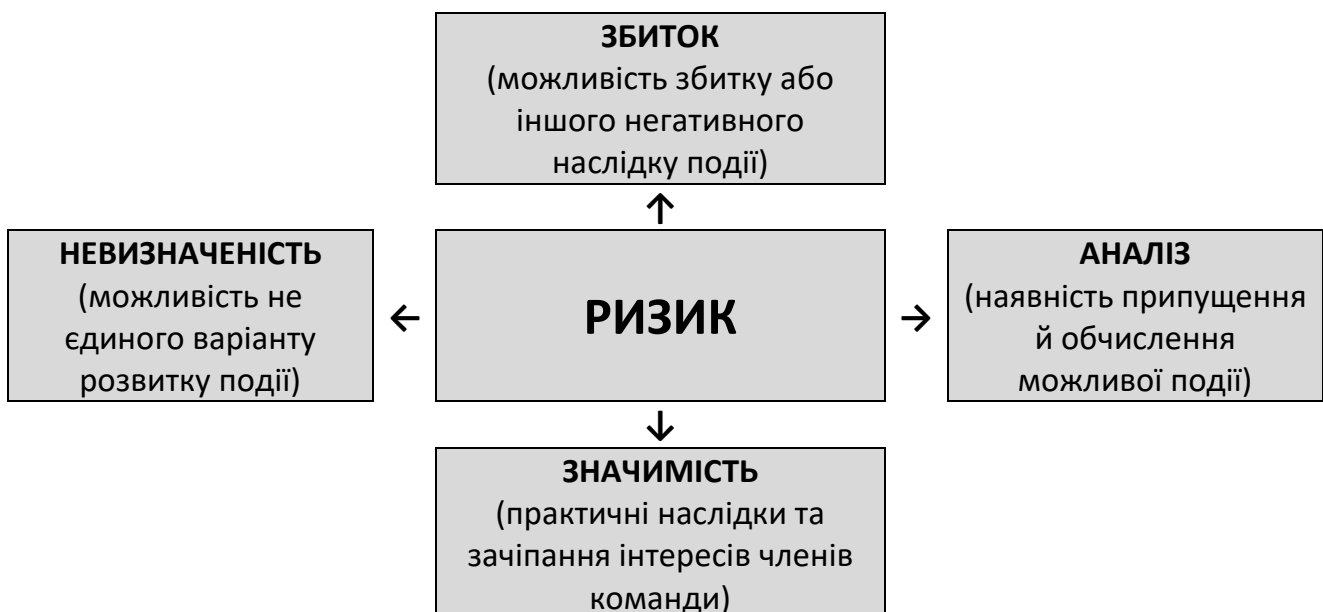 ЗБИТОК
(можливість збитку або
іншого негативного
наслідку події)
↑
НЕВИЗНАЧЕНІСТЬ
(можливість не
єдиного варіанту
розвитку події)
←
РИЗИК
→
АНАЛІЗ
(наявність припущення
й обчислення
можливої події)
↓
ЗНАЧИМІСТЬ
(практичні наслідки та
зачіпання інтересів членів
команди)